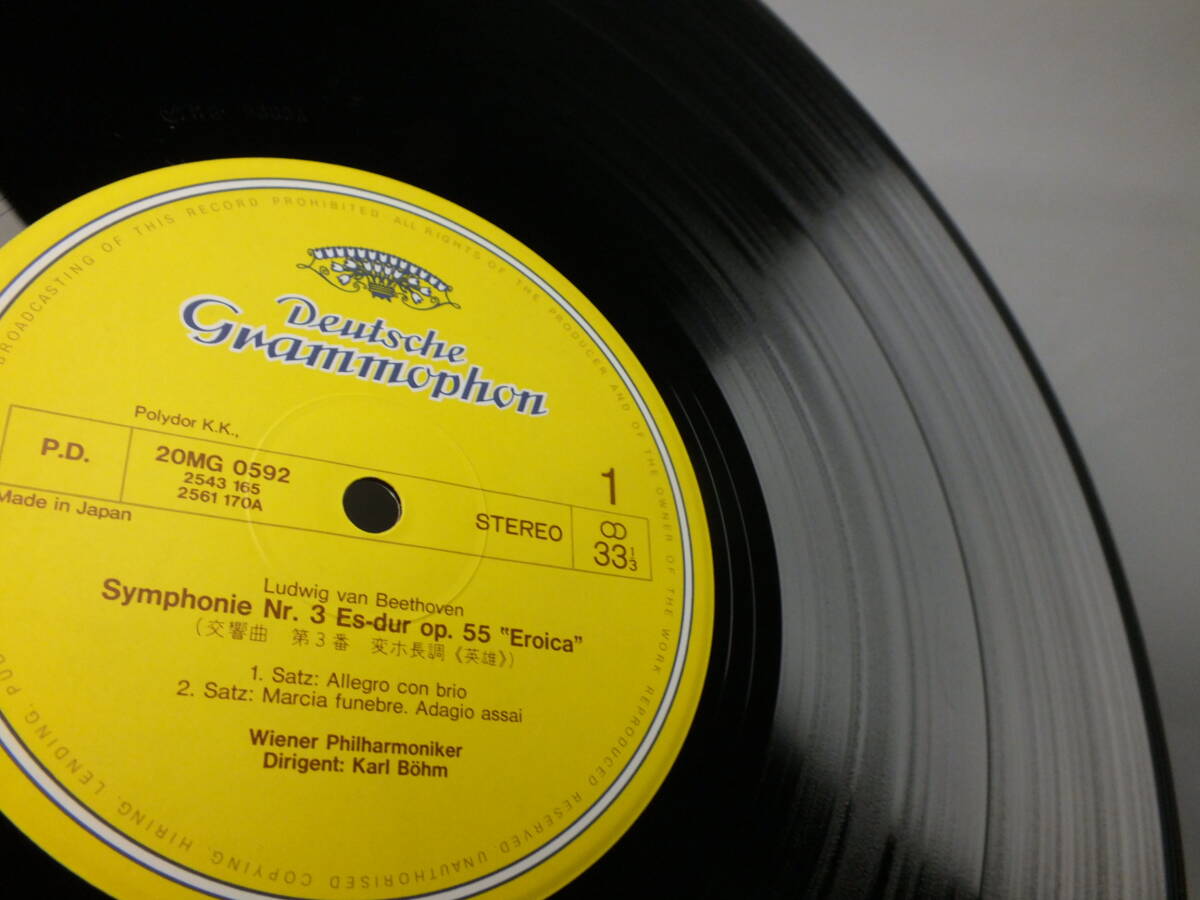 BROADCASTING OF THIS RECORD PROHIBITED. ALL RIGHTS OF THE PRODUCER AND OF THE OWNER OF THE WORK REPRODUCED RESERVED. UNAUTHORISED COPYING, HIRING, LENDING,
Deutsche
Grammophon
Polydor K.K.,
P.D.
20MG 0592
2543 165
2561 170A
1
STEREO
33 1/3
Made in Japan
Ludwig van Beethoven
Symphonie Nr. 3 Es-dur op. 55 "Eroica"
(交響曲 第3番 変ホ長調《英雄》)
1. Satz: Allegro con brio
2. Satz: Marcia funebre. Adagio assai
Wiener Philharmoniker
Dirigent: Karl Böhm